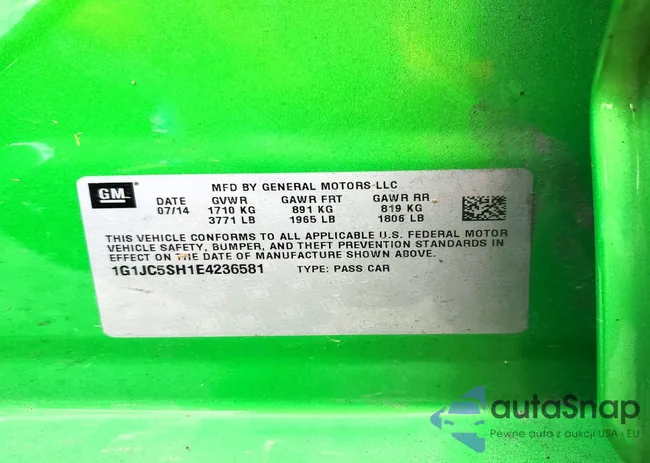 GM
MFD BY GENERAL MOTORS LLC
DATE GVWR GAWR FRT GAWR RR
07/14 1710 KG 891 KG 819 KG
3771 LB 1965 LB 1806 LB
THIS VEHICLE CONFORMS TO ALL APPLICABLE U.S. FEDERAL MOTOR
VEHICLE SAFETY, BUMPER, AND THEFT PREVENTION STANDARDS IN
EFFECT ON THE DATE OF MANUFACTURE SHOWN ABOVE.
1G1JC5SH1E4236581 TYPE: PASS CAR
autaSnap
Pewne auta z aukcji USA i EU